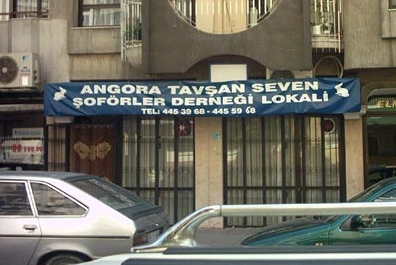 ANGORA TAVŞAN SEVEN
ŞOFÖRLER DERNEĞİ LOKALİ
TEL: 445 39 68 - 445 59 68